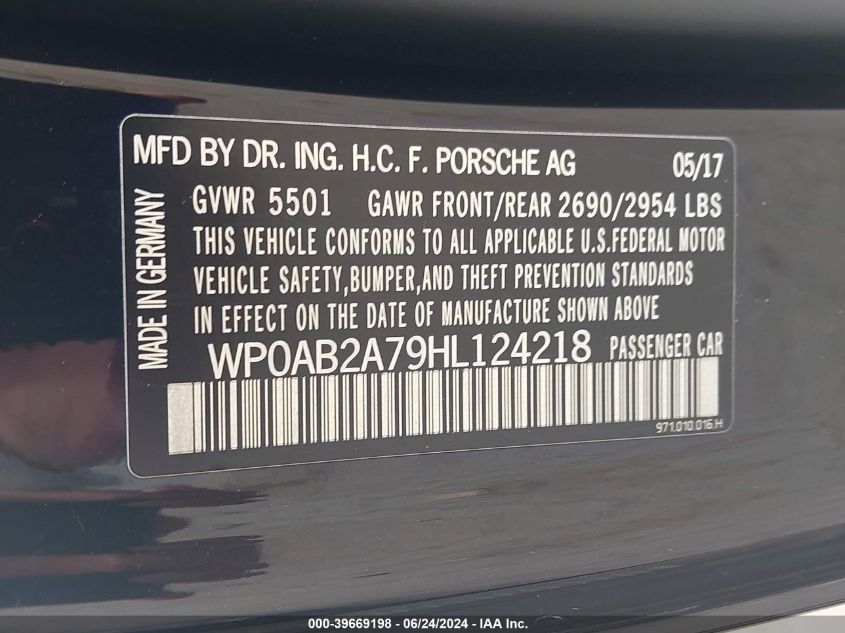 MFD BY DR. ING. H.C. F. PORSCHE AG 05/17
MADE IN GERMANY
GVWR 5501 GAWR FRONT/REAR 2690/2954 LBS
THIS VEHICLE CONFORMS TO ALL APPLICABLE U.S.FEDERAL MOTOR
VEHICLE SAFETY,BUMPER,AND THEFT PREVENTION STANDARDS
IN EFFECT ON THE DATE OF MANUFACTURE SHOWN ABOVE
WP0AB2A79HL124218 PASSENGER CAR
971.010.016.H
000-39669198 - 06/24/2024 - IAA Inc.